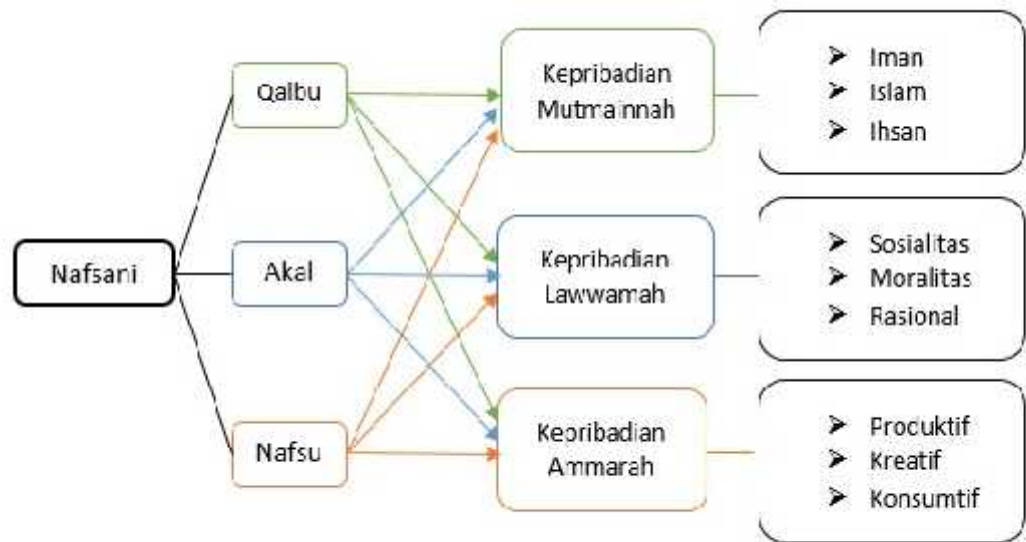 Nafsani
Qalbu
Akal
Nafsu
Kepribadian
Mutmainnah
Kepribadian
Lawwamah
Kepribadian
Ammarah
➤ Iman
➤ Islam
➤ Ihsan
➤ Sosialitas
➤ Moralitas
➤ Rasional
➤ Produktif
➤ Kreatif
➤ Konsumtif